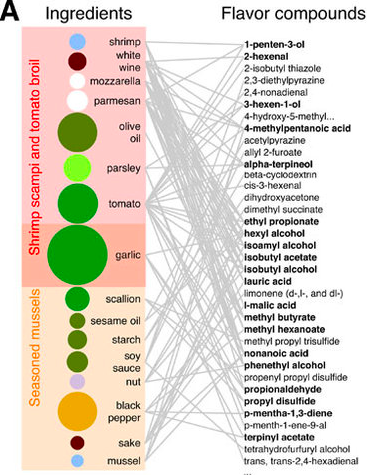 A
Ingredients
Flavor compounds
Shrimp scampi and tomato broil
Seasoned mussels
shrimp
white
wine
mozzarella
parmesan
olive
oil
parsley
tomato
garlic
scallion
sesame oil
starch
soy
sauce
nut
black
pepper
sake
mussel
1-penten-3-ol
2-hexenal
2-isobutyl thiazole
2,3-diethylpyrazine
2,4-nonadienal
3-hexen-1-ol
4-hydroxy-5-methyl...
4-methylpentanoic acid
acetylpyrazine
allyl 2-furoate
alpha-terpineol
beta-cyclodextrin
cis-3-hexenal
dihydroxyacetone
dimethyl succinate
ethyl propionate
hexyl alcohol
isoamyl alcohol
isobutyl acetate
isobutyl alcohol
lauric acid
limonene (d-,l-, and dl-)
l-malic acid
methyl butyrate
methyl hexanoate
methyl propyl trisulfide
nonanoic acid
phenethyl alcohol
propenyl propyl disulfide
propionaldehyde
propyl disulfide
p-mentha-1,3-diene
p-menth-1-ene-9-al
terpinyl acetate
tetrahydrofurfuryl alcohol
trans, trans-2,4-hexadienal
...